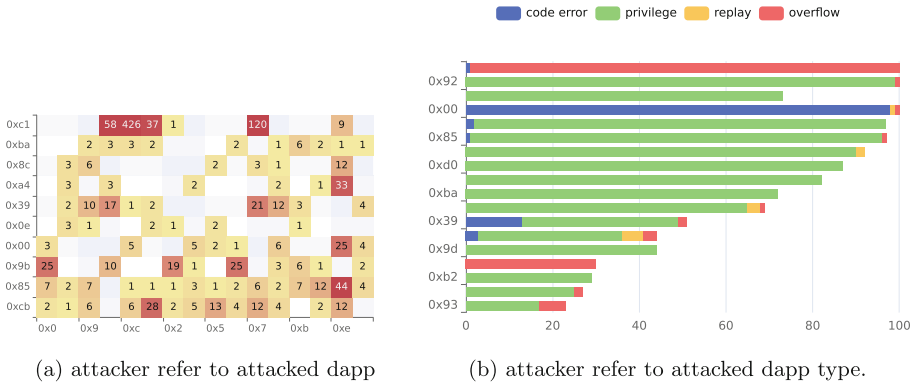 code error privilege replay overflow
0xc1 58 426 37 1 120 9
0xba 2 3 3 2 2 1 6 2 1 1
0x8c 3 6 2 3 1 12
0xa4 3 3 2 2 1 33
0x39 2 10 17 1 2 21 12 3 4
0x0e 3 1 2 1 2
0x00 3 5 5 2 1 6 25 4
0x9b 25 10 19 1 25 3 6 1 2
0x85 7 2 7 1 1 1 3 1 2 6 2 7 12 44 4
0xcb 2 1 6 6 28 2 5 13 4 12 4 2 12
0x0 0x9 0xc 0x2 0x5 0x7 0xb 0xe
(a) attacker refer to attacked dapp
0x92
0x00
0x85
0xd0
0xba
0x39
0x9d
0xb2
0x93
0 20 40 60 80 100
(b) attacker refer to attacked dapp type.